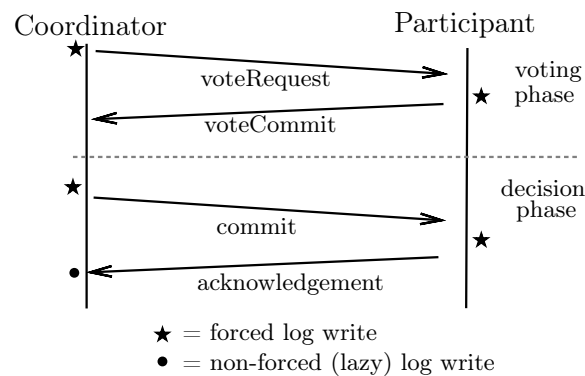 Coordinator
Participant
voteRequest
voting
phase
voteCommit
decision
phase
commit
acknowledgement
★ = forced log write
• = non-forced (lazy) log write